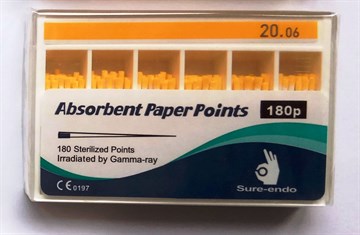 20.06
Absorbent Paper Points 180p
180 Sterilized Points
Irradiated by Gamma-ray
CE 0197
Sure-endo